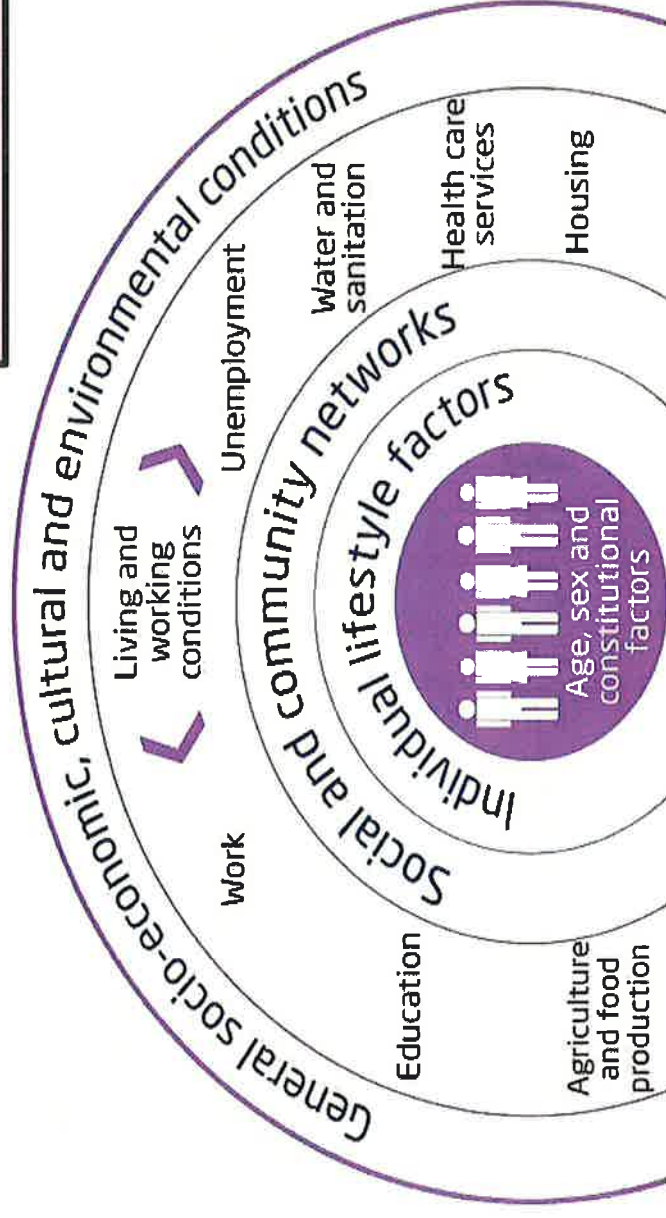 General socio-economic, cultural and environmental conditions
Living and
working
conditions
Work
Unemployment
Education
Water and
sanitation
Agriculture
and food
production
Health care
services
Housing
Social and community networks
Individual lifestyle factors
Age, sex and
constitutional
factors